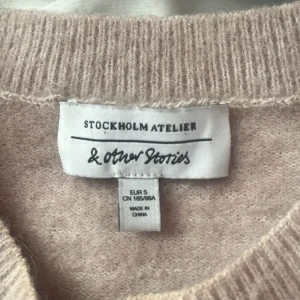 STOCKHOLM ATELIER
& other Stories
EUR S
CN 165/88A
MADE IN
CHINA